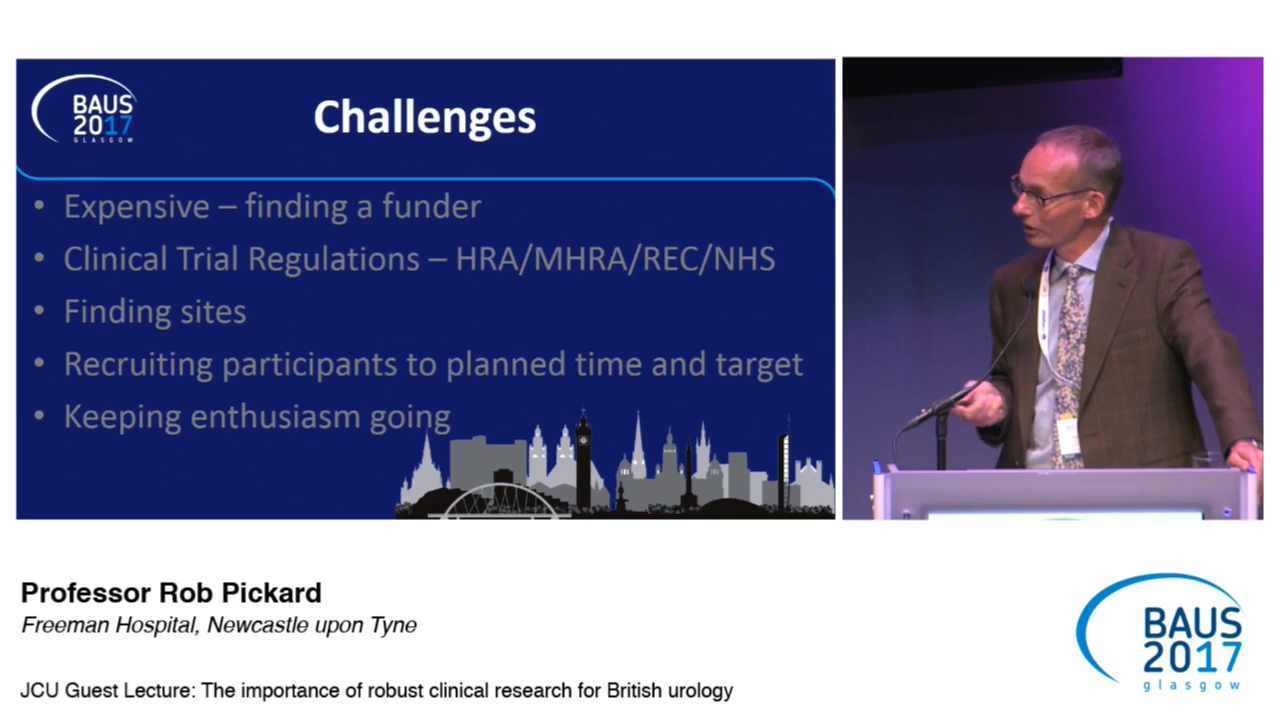 BAUS
2017
GLASGOW
Challenges
• Expensive – finding a funder
• Clinical Trial Regulations – HRA/MHRA/REC/NHS
• Finding sites
• Recruiting participants to planned time and target
• Keeping enthusiasm going
Professor Rob Pickard
Freeman Hospital, Newcastle upon Tyne
JCU Guest Lecture: The importance of robust clinical research for British urology
BAUS
2017
glasgow